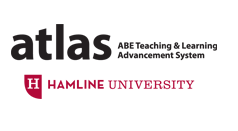 atlas ABE Teaching & Learning
Advancement System
H HAMLINE UNIVERSITY